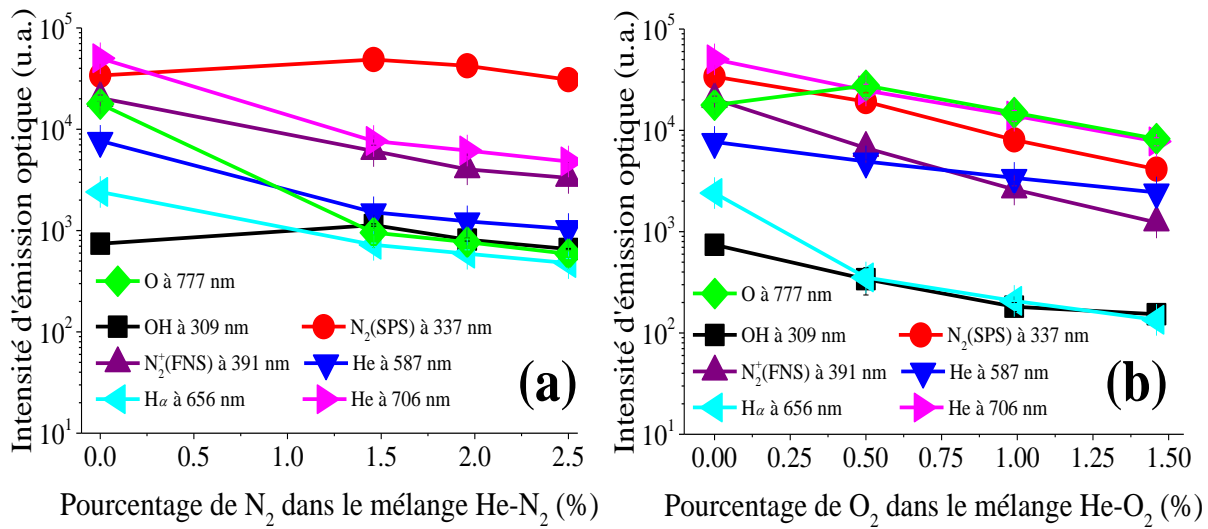 Intensité d'émission optique (u.a.)
10⁵
10⁴
10³
10²
10¹
O à 777 nm
OH à 309 nm
N₂(SPS) à 337 nm
N₂⁺(FNS) à 391 nm
He à 587 nm
Hα à 656 nm
He à 706 nm
(a)
0.0 0.5 1.0 1.5 2.0 2.5
Pourcentage de N₂ dans le mélange He-N₂ (%)
Intensité d'émission optique (u.a.)
10⁵
10⁴
10³
10²
10¹
O à 777 nm
OH à 309 nm
N₂(SPS) à 337 nm
N₂⁺(FNS) à 391 nm
He à 587 nm
Hα à 656 nm
He à 706 nm
(b)
0.00 0.25 0.50 0.75 1.00 1.25 1.50
Pourcentage de O₂ dans le mélange He-O₂ (%)